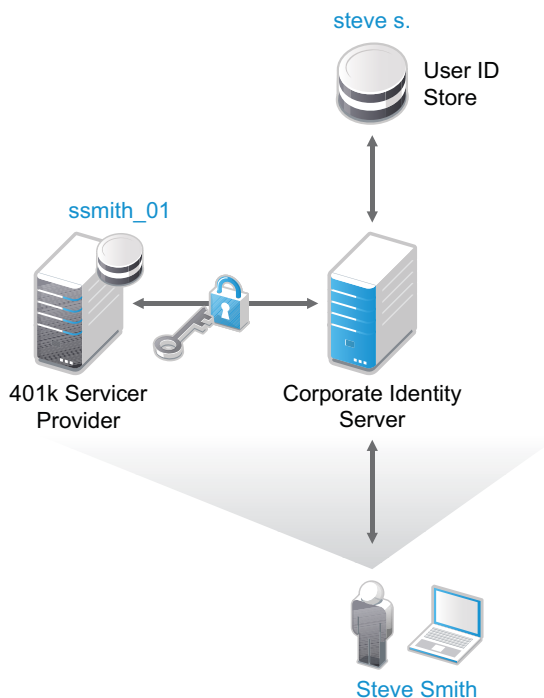 steve s.
User ID
Store
ssmith_01
401k Servicer
Provider
Corporate Identity
Server
Steve Smith